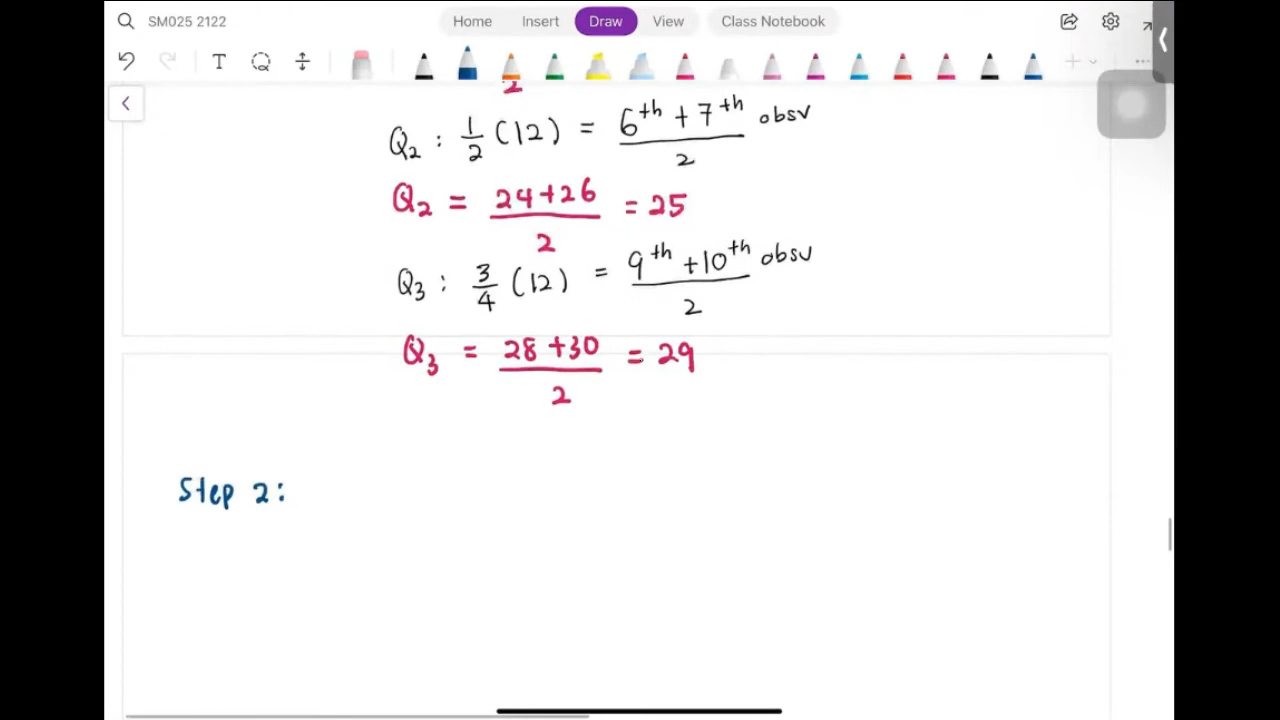 SM025 2122
Home Insert Draw View Class Notebook
T
2
Q2 : 1/2 (12) = (6th + 7th)/2 obsv
Q2 = (24+26)/2 = 25
Q3 : 3/4 (12) = (9th +10th)/2 obsv
Q3 = (28+30)/2 = 29
Step 2: